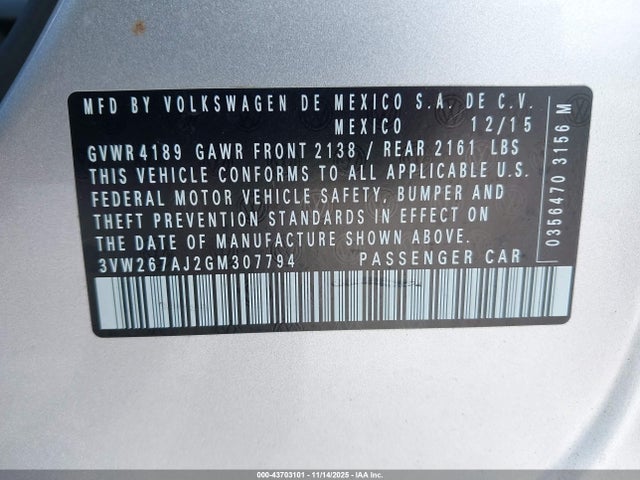 MFD BY VOLKSWAGEN DE MEXICO S.A. DE C.V.
MEXICO 12/15
GVWR 4189 GAWR FRONT 2138 / REAR 2161 LBS
THIS VEHICLE CONFORMS TO ALL APPLICABLE U.S.
FEDERAL MOTOR VEHICLE SAFETY, BUMPER AND
THEFT PREVENTION STANDARDS IN EFFECT ON
THE DATE OF MANUFACTURE SHOWN ABOVE.
3VW267AJ2GM307794 PASSENGER CAR
0356470 3156 M
000-43703101 - 11/14/2025 - IAAI, Inc.